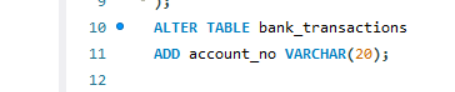 9 );
10 ALTER TABLE bank_transactions
11 ADD account_no VARCHAR(20);
12